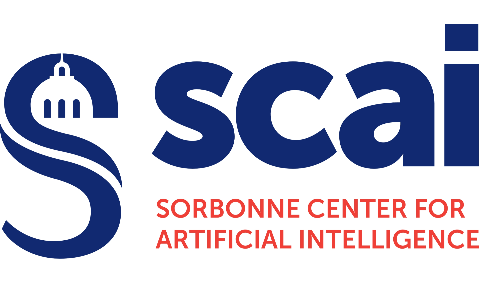 scai
SORBONNE CENTER FOR
ARTIFICIAL INTELLIGENCE